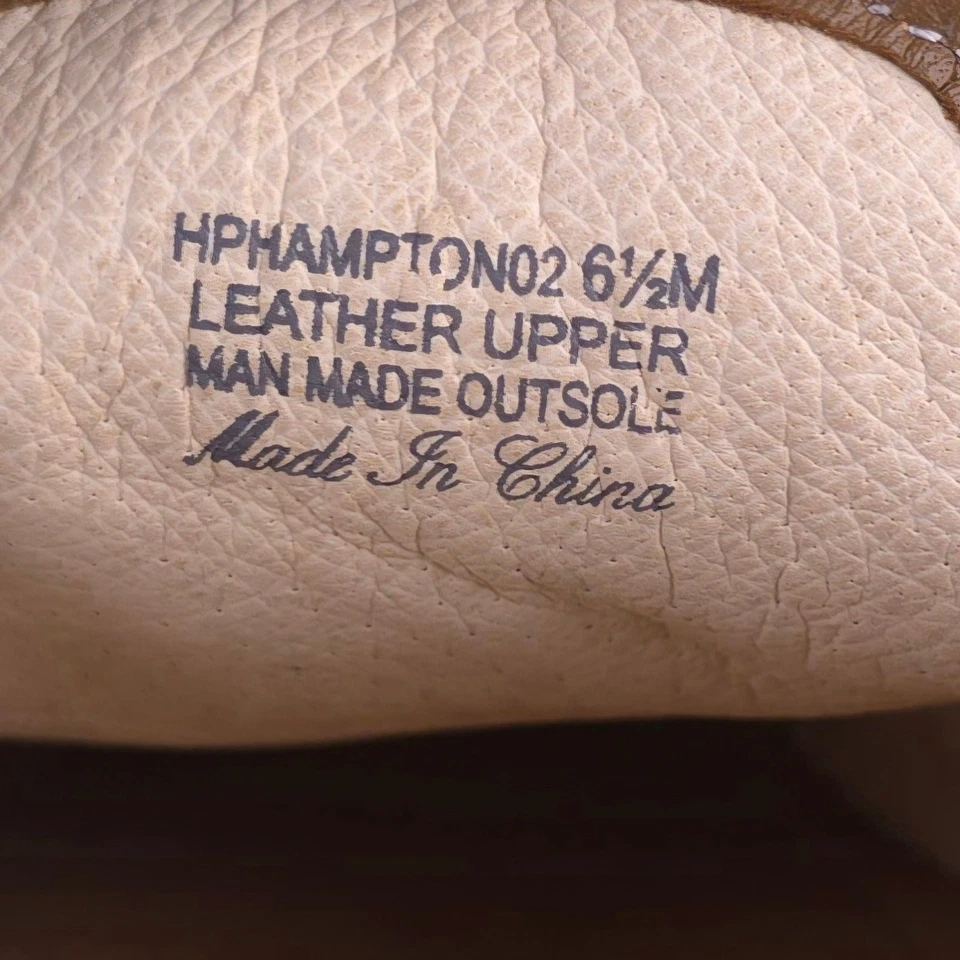 HPHAMPTON02 6½M
LEATHER UPPER
MAN MADE OUTSOLE
Made In China